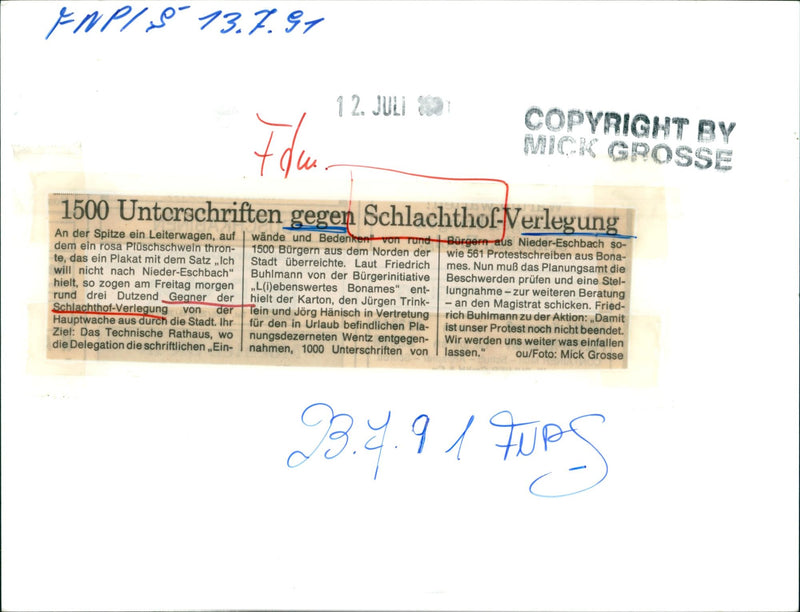 FNP/S 13.7.91
12. JULI 1991
COPYRIGHT BY
MICK GROSSE
Fdm.
1500 Unterschriften gegen Schlachthof-Verlegung
An der Spitze ein Leiterwagen, auf
dem ein rosa Plüschschwein thron-
te, das ein Plakat mit dem Satz „Ich
will nicht nach Nieder-Eschbach“
hielt, so zogen am Freitag morgen
rund drei Dutzend Gegner der
Schlachthof-Verlegung von der
Hauptwache aus durch die Stadt. Ihr
Ziel: Das Technische Rathaus, wo
die Delegation die schriftlichen „Ein-
wände und Bedenken“ von rund
1500 Bürgern aus dem Norden der
Stadt überreichte. Laut Friedrich
Buhlmann von der Bürgerinitiative
„L(i)ebenswertes Bonames“ ent-
hielt der Karton, den Jürgen Trink-
lein und Jörg Hänisch in Vertretung
für den in Urlaub befindlichen Pla-
nungsdezerneten Wentz entgegen-
nahmen, 1000 Unterschriften von
Bürgern aus Nieder-Eschbach so-
wie 561 Protestschreiben aus Bona-
mes. Nun muß das Planungsamt die
Beschwerden prüfen und eine Stel-
lungnahme – zur weiteren Beratung
– an den Magistrat schicken. Fried-
rich Buhlmann zu der Aktion: „Damit
ist unser Protest noch nicht beendet.
Wir werden uns weiter was einfallen
lassen.“ ou/Foto: Mick Grosse
23.7.91 FNPS